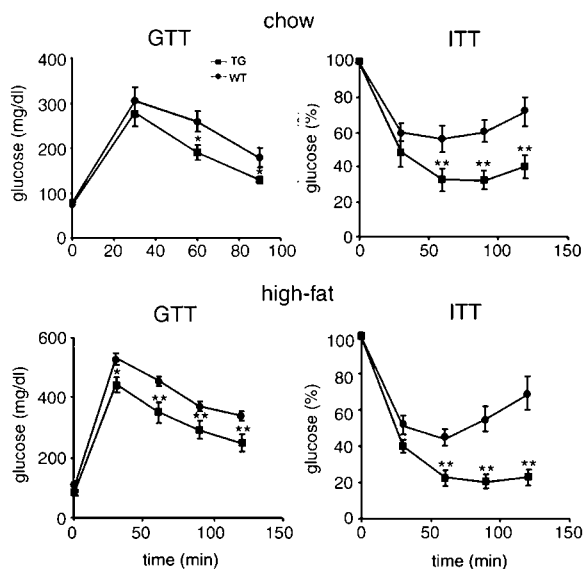 chow
GTT
ITT
TG
WT
glucose (mg/dl)
400
300
200
100
0
*
*
0 20 40 60 80 100
glucose (%)
100
80
60
40
20
0
** ** **
0 50 100 150
high-fat
GTT
ITT
glucose (mg/dl)
600
400
200
0
*
**
**
**
0 50 100 150
time (min)
glucose (%)
100
80
60
40
20
0
** ** **
0 50 100 150
time (min)